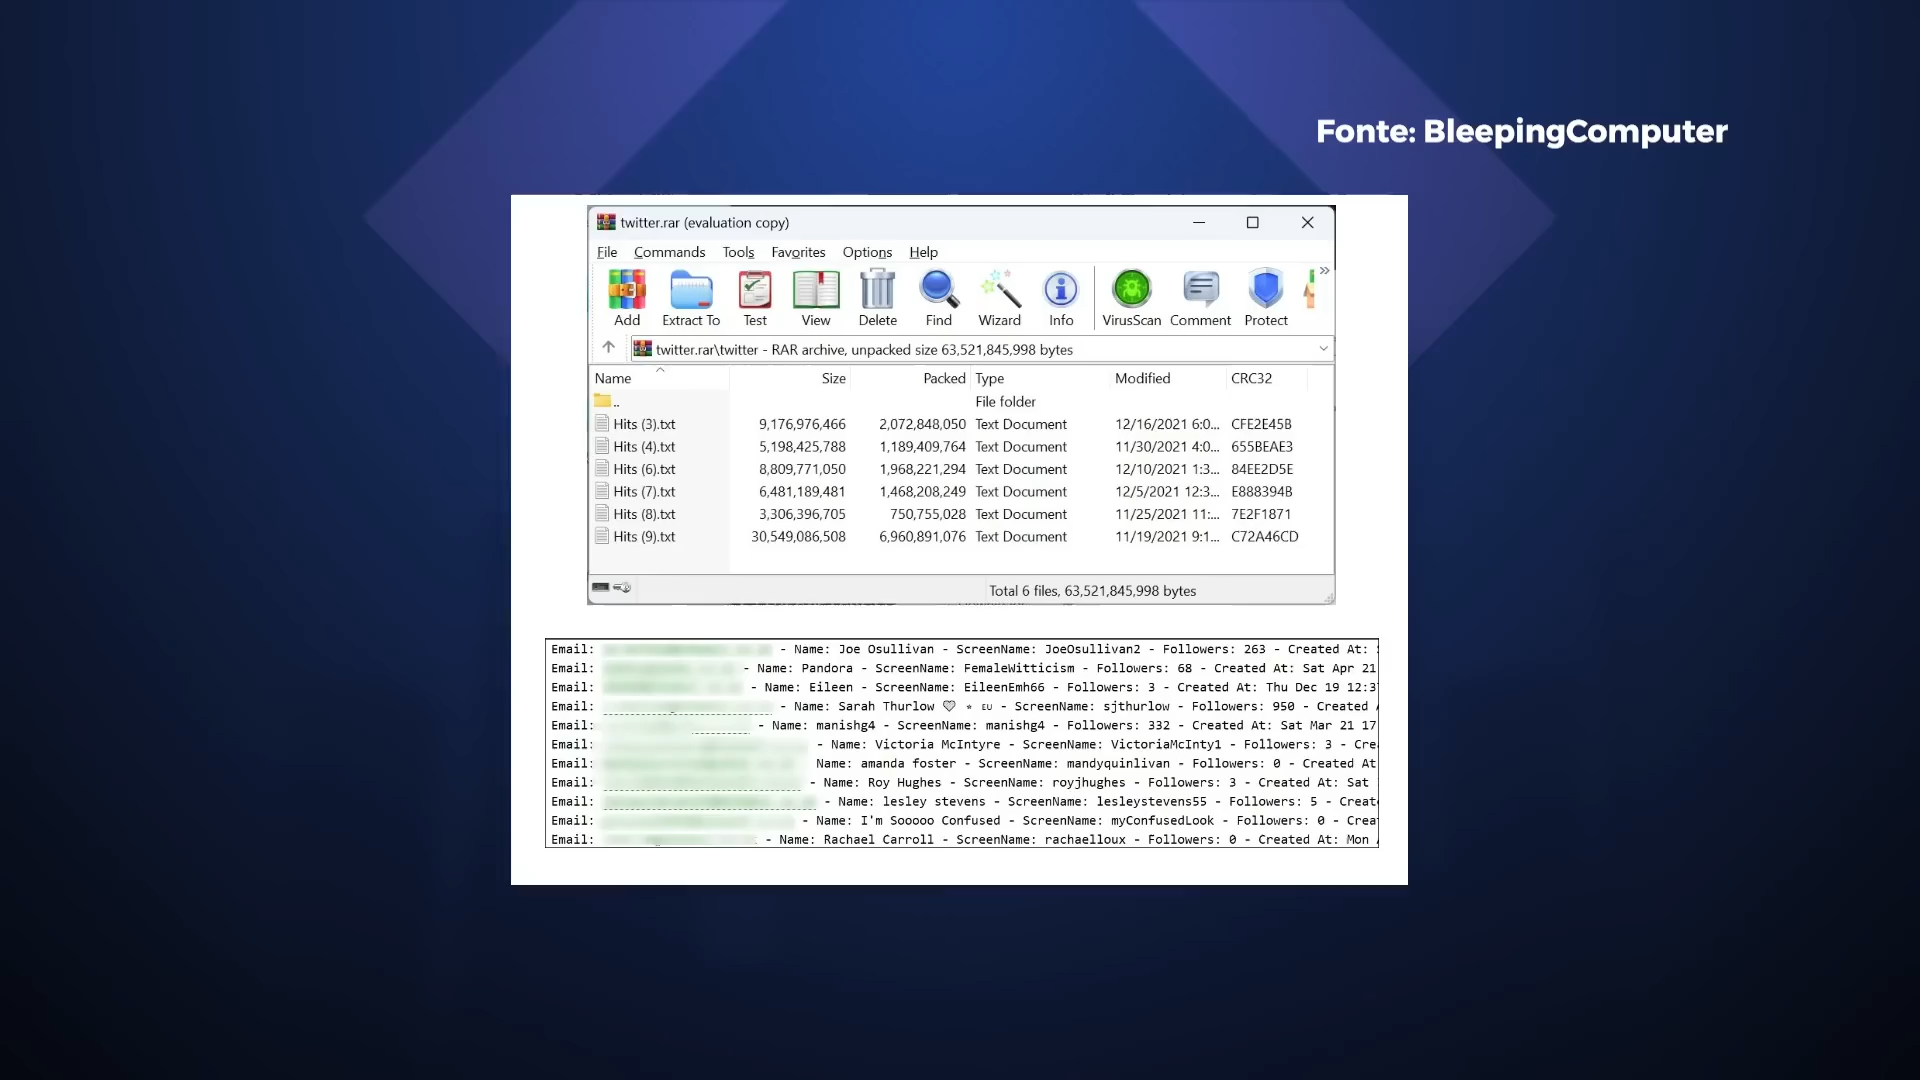 Fonte: BleepingComputer
twitter.rar (evaluation copy)
File Commands Tools Favorites Options Help
Add Extract To Test View Delete Find Wizard Info VirusScan Comment Protect
twitter.rar\twitter - RAR archive, unpacked size 63,521,845,998 bytes
Name Size Packed Type Modified CRC32
.. File folder
Hits (3).txt 9,176,976,466 2,072,848,050 Text Document 12/16/2021 6:0... CFE2E45B
Hits (4).txt 5,198,425,788 1,189,409,764 Text Document 11/30/2021 4:0... 655BEAE3
Hits (6).txt 8,809,771,050 1,968,221,294 Text Document 12/10/2021 1:3... 84EE2D5E
Hits (7).txt 6,481,189,481 1,468,208,249 Text Document 12/5/2021 12:3... E888394B
Hits (8).txt 3,306,396,705 750,755,028 Text Document 11/25/2021 11:... 7E2F1871
Hits (9).txt 30,549,086,508 6,960,891,076 Text Document 11/19/2021 9:1... C72A46CD
Total 6 files, 63,521,845,998 bytes
Email: - Name: Joe Osullivan - ScreenName: JoeOsullivan2 - Followers: 263 - Created At:
Email: - Name: Pandora - ScreenName: FemaleWitticism - Followers: 68 - Created At: Sat Apr 21
Email: - Name: Eileen - ScreenName: EileenEmh66 - Followers: 3 - Created At: Thu Dec 19 12:3
Email: - Name: Sarah Thurlow 🤍 * EU - ScreenName: sjthurlow - Followers: 950 - Created
Email: - Name: manishg4 - ScreenName: manishg4 - Followers: 332 - Created At: Sat Mar 21 17
Email: - Name: Victoria McIntyre - ScreenName: VictoriaMcInty1 - Followers: 3 - Cre
Email: Name: amanda foster - ScreenName: mandyquinlivan - Followers: 0 - Created At
Email: - Name: Roy Hughes - ScreenName: royjhughes - Followers: 3 - Created At: Sat
Email: - Name: lesley stevens - ScreenName: lesleystevens55 - Followers: 5 - Creat
Email: - Name: I'm Sooooo Confused - ScreenName: myConfusedLook - Followers: 0 - Crea
Email: - Name: Rachael Carroll - ScreenName: rachaelloux - Followers: 0 - Created At: Mon